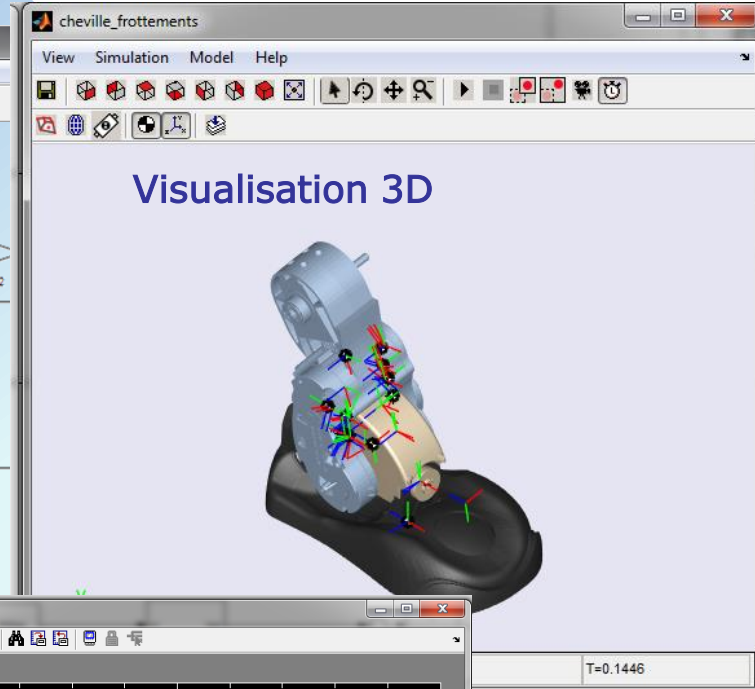 cheville_frottements
View Simulation Model Help
Visualisation 3D
T=0.1446